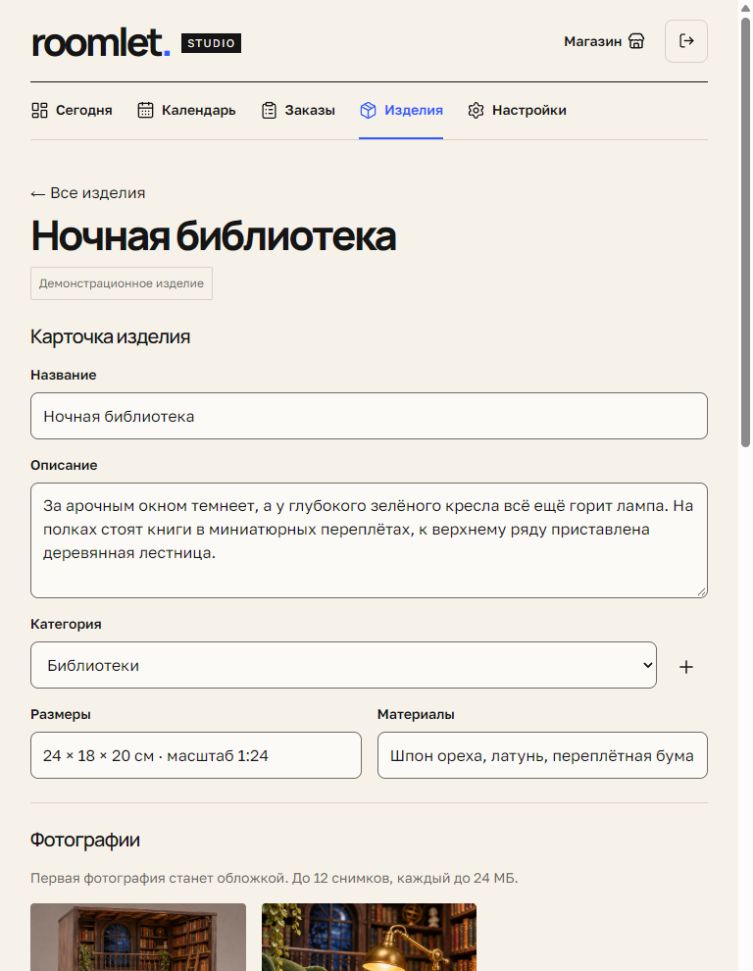 roomlet. STUDIO
Магазин
Сегодня Календарь Заказы Изделия Настройки
← Все изделия
Ночная библиотека
Демонстрационное изделие
Карточка изделия
Название
Ночная библиотека
Описание
За арочным окном темнеет, а у глубокого зелёного кресла всё ещё горит лампа. На
полках стоят книги в миниатюрных переплётах, к верхнему ряду приставлена
деревянная лестница.
Категория
Библиотеки
Размеры
Материалы
24 × 18 × 20 см · масштаб 1:24
Шпон ореха, латунь, переплётная бума
Фотографии
Первая фотография станет обложкой. До 12 снимков, каждый до 24 МБ.